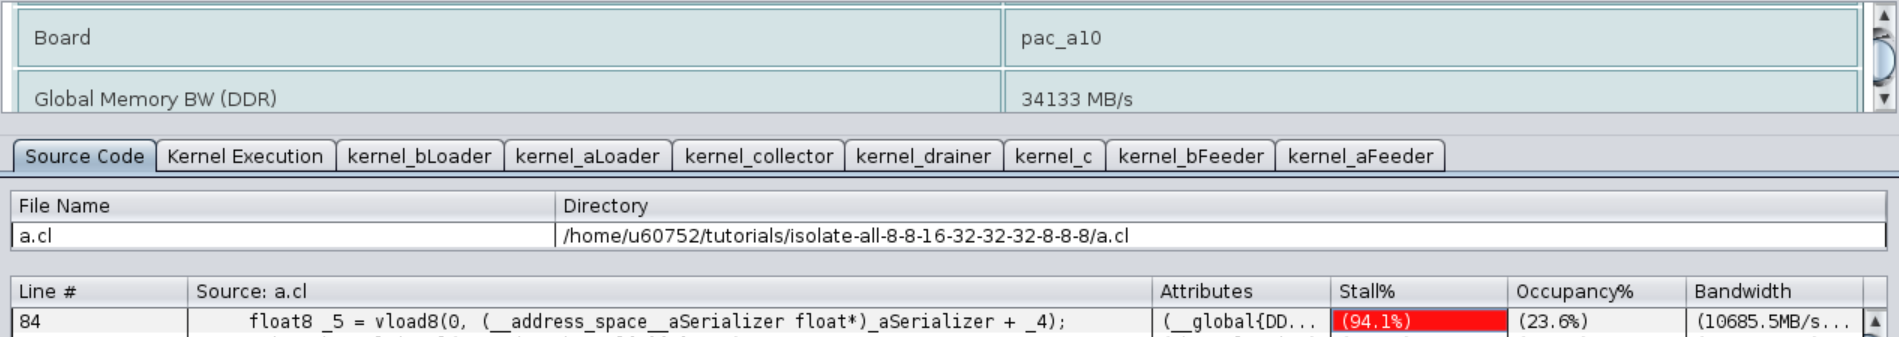 Board pac_a10
Global Memory BW (DDR) 34133 MB/s
Source Code Kernel Execution kernel_bLoader kernel_aLoader kernel_collector kernel_drainer kernel_c kernel_bFeeder kernel_aFeeder
File Name Directory
a.cl /home/u60752/tutorials/isolate-all-8-8-16-32-32-32-8-8-8/a.cl
Line # Source: a.cl Attributes Stall% Occupancy% Bandwidth
84 float8 _5 = vload8(0, (__address_space__aSerializer float*)_aSerializer + _4); (__global{DD... (94.1%) (23.6%) (10685.5MB/s...